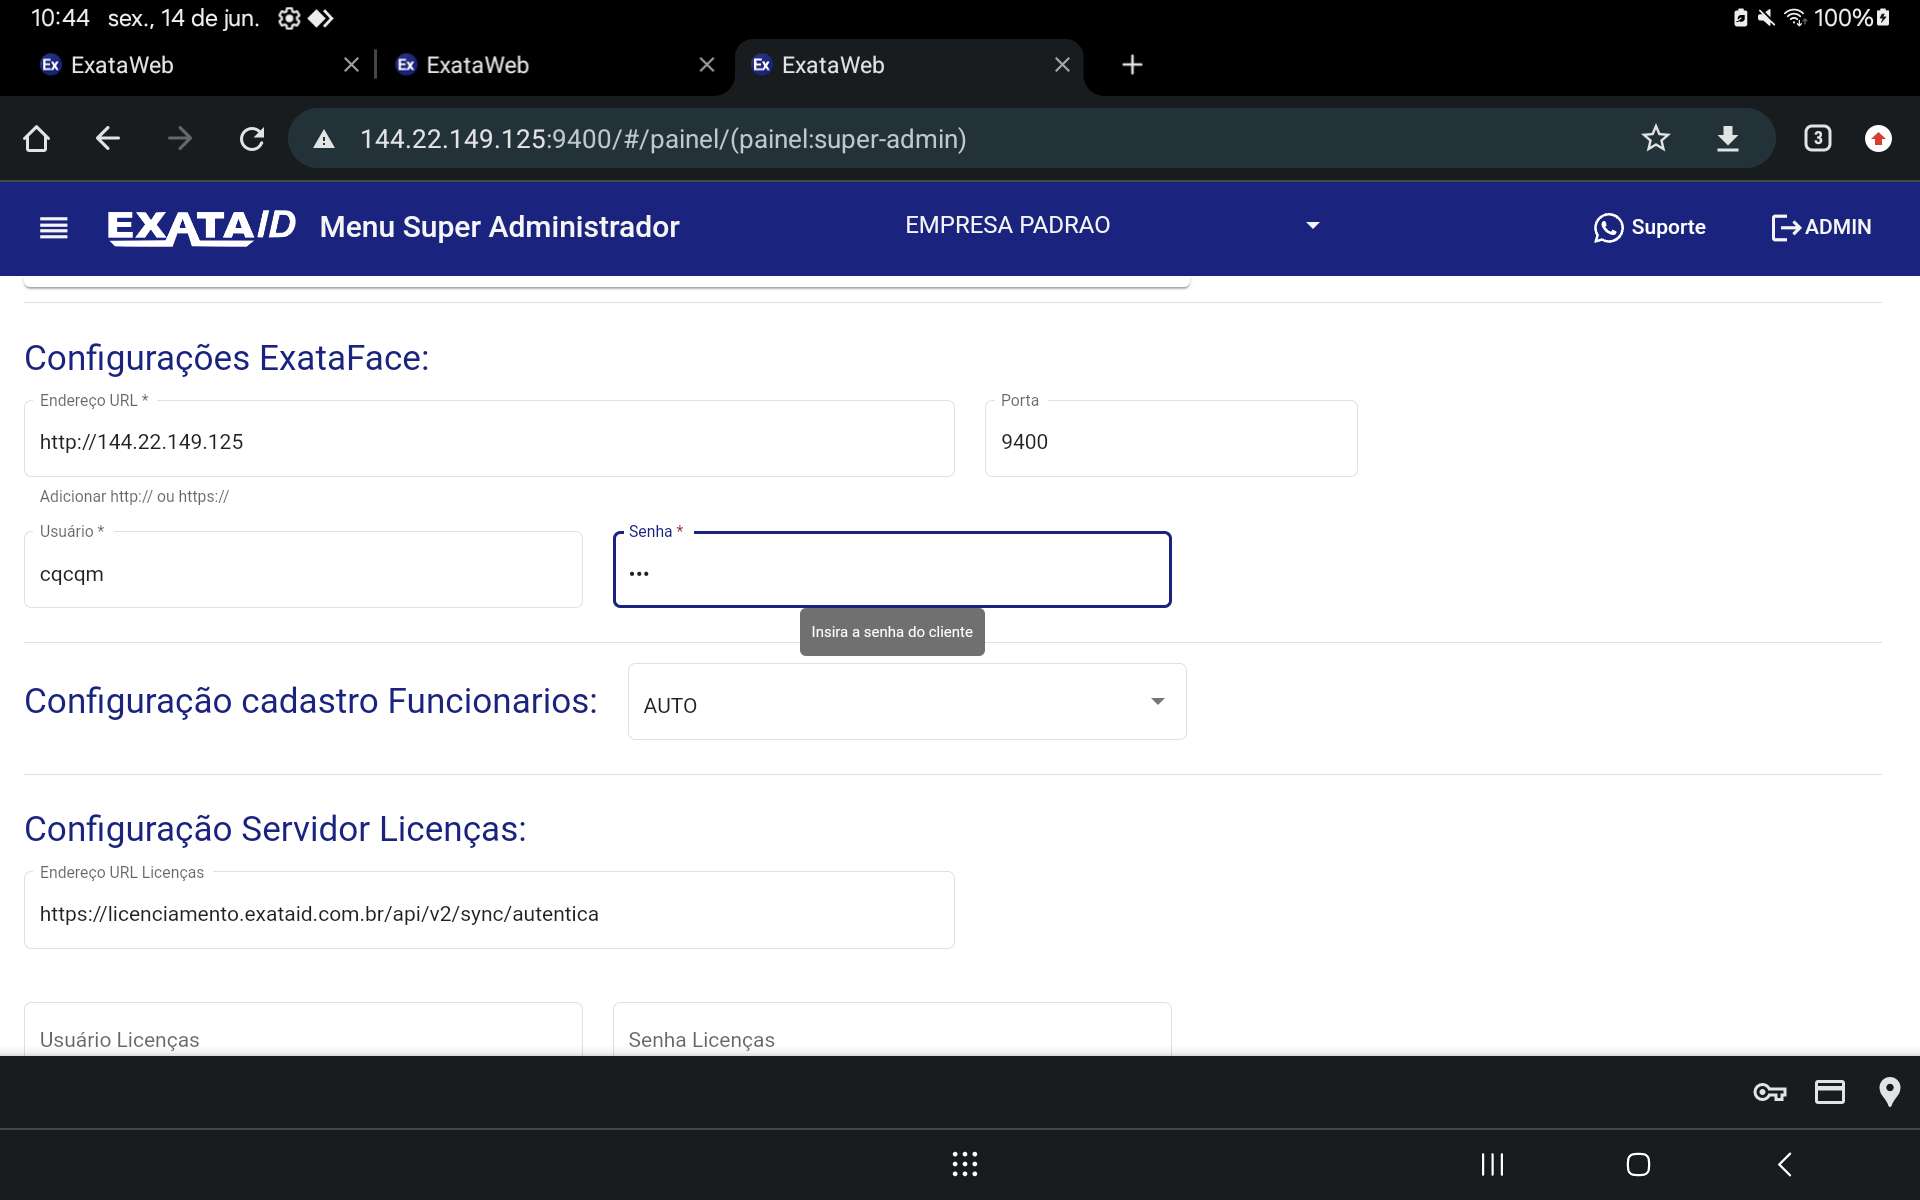 10:44 sex., 14 de jun. 100%
Ex ExataWeb Ex ExataWeb Ex ExataWeb
144.22.149.125:9400/#/painel/(painel:super-admin) 3
EXATAID Menu Super Administrador EMPRESA PADRAO Suporte ADMIN
Configurações ExataFace:
Endereço URL * Porta
http://144.22.149.125 9400
Adicionar http:// ou https://
Usuário * Senha *
cqcqm •••
Insira a senha do cliente
Configuração cadastro Funcionarios: AUTO
Configuração Servidor Licenças:
Endereço URL Licenças
https://licenciamento.exataid.com.br/api/v2/sync/autentica
Usuário Licenças Senha Licenças